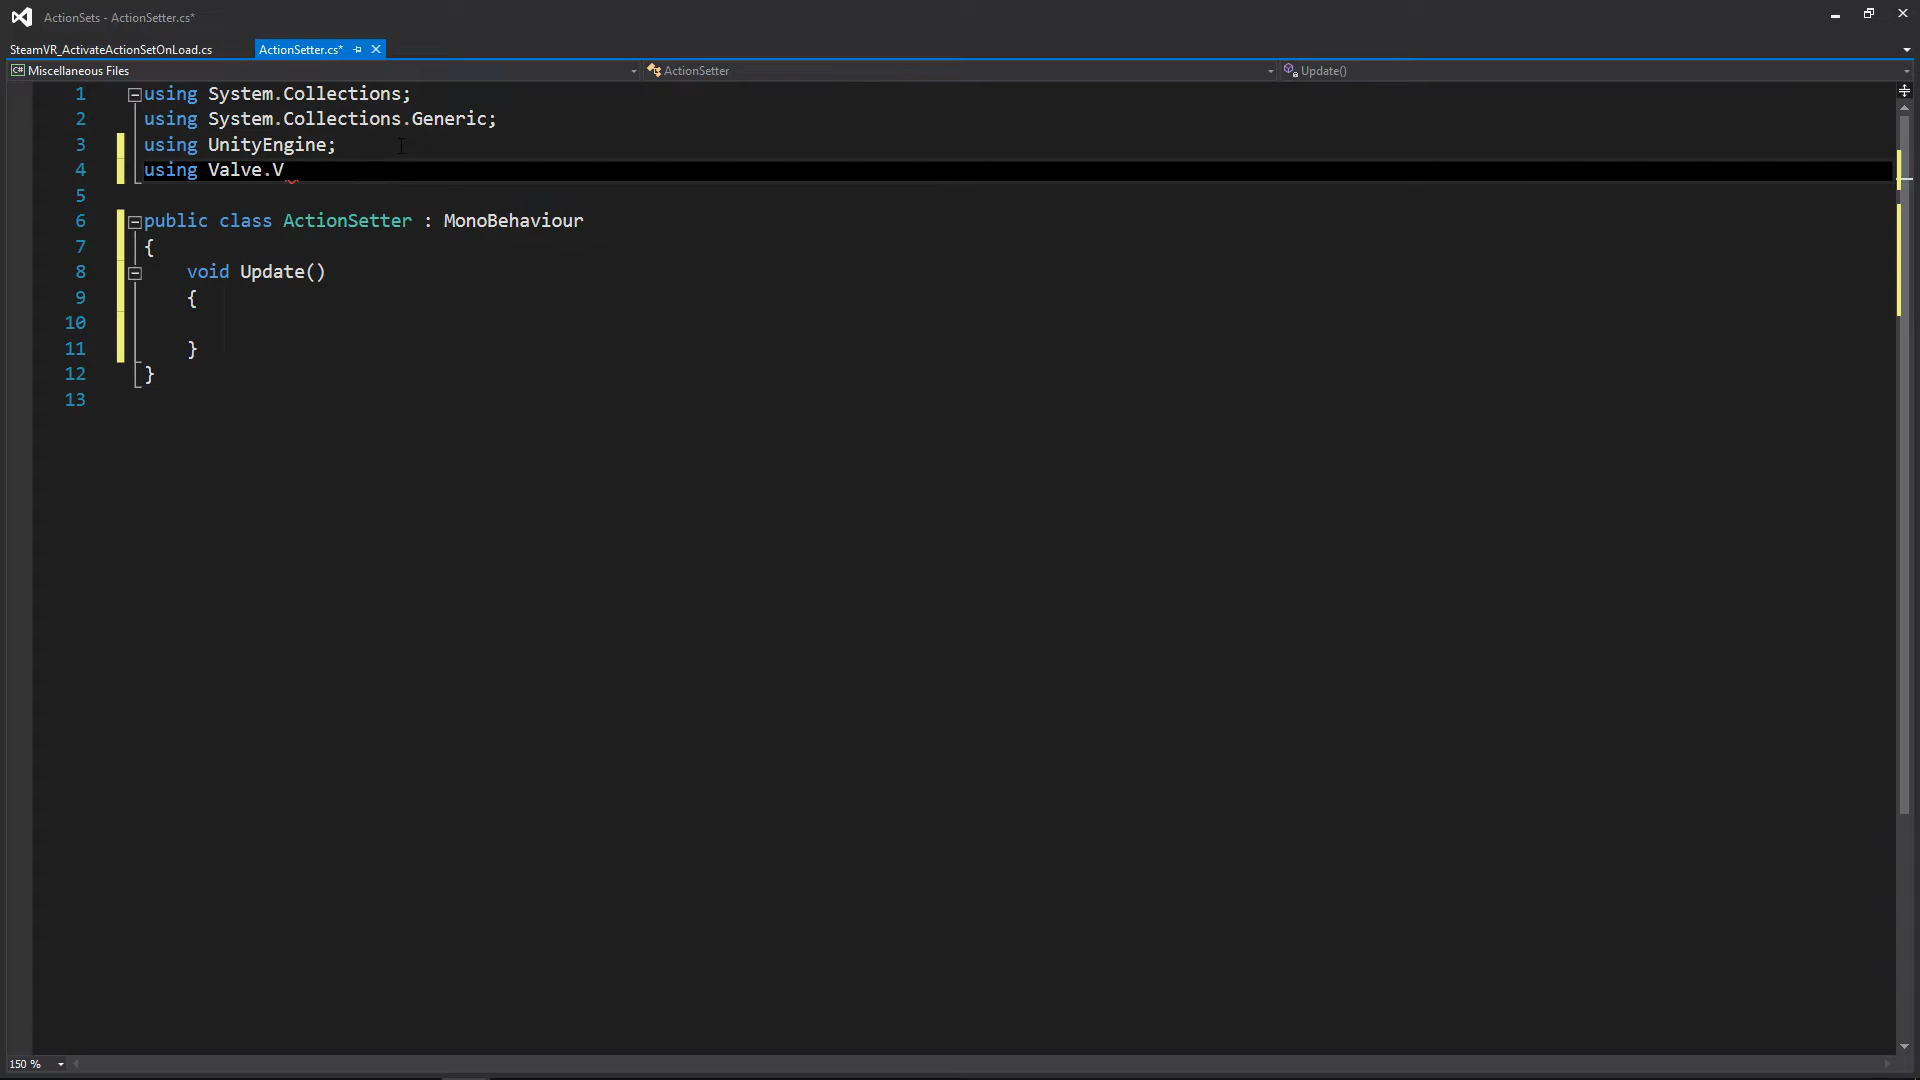 ActionSets - ActionSetter.cs*
SteamVR_ActivateActionSetOnLoad.cs
ActionSetter.cs*
C# Miscellaneous Files
ActionSetter
Update()
1 using System.Collections;
2 using System.Collections.Generic;
3 using UnityEngine;
4 using Valve.V
5
6 public class ActionSetter : MonoBehaviour
7 {
8 void Update()
9 {
10
11 }
12 }
13
150 %